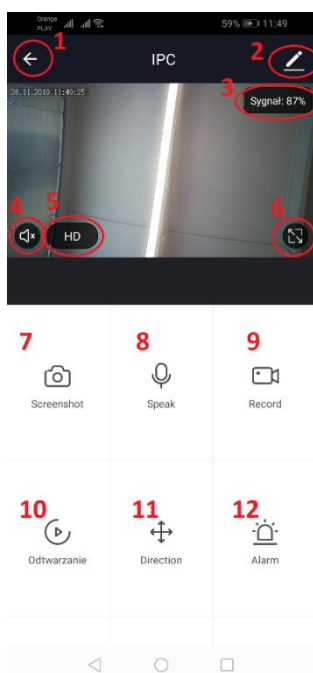 Orange
PLAY
59% 11:49
1
IPC
2
28.11.2019 11:49:25
3
Sygnał: 87%
4
5
HD
6
7
8
9
Screenshot
Speak
Record
10
11
12
Odtwarzanie
Direction
Alarm